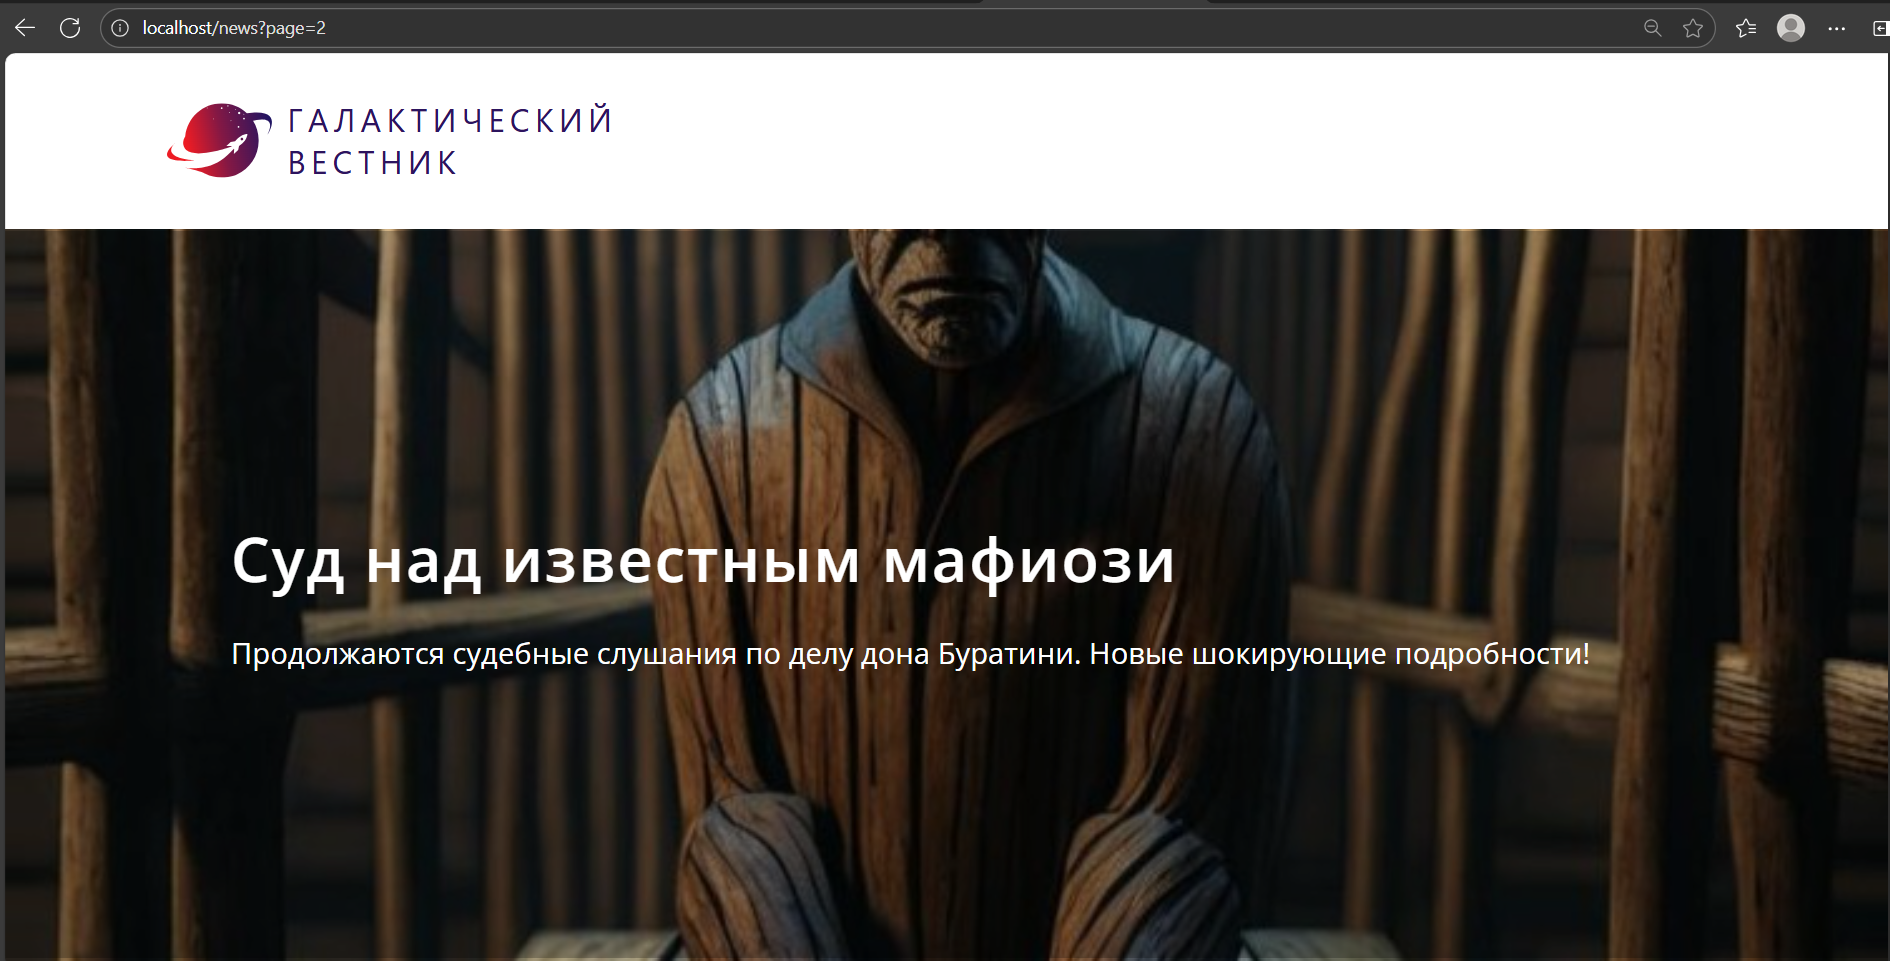 localhost/news?page=2
ГАЛАКТИЧЕСКИЙ
ВЕСТНИК
Суд над известным мафиози
Продолжаются судебные слушания по делу дона Буратини. Новые шокирующие подробности!